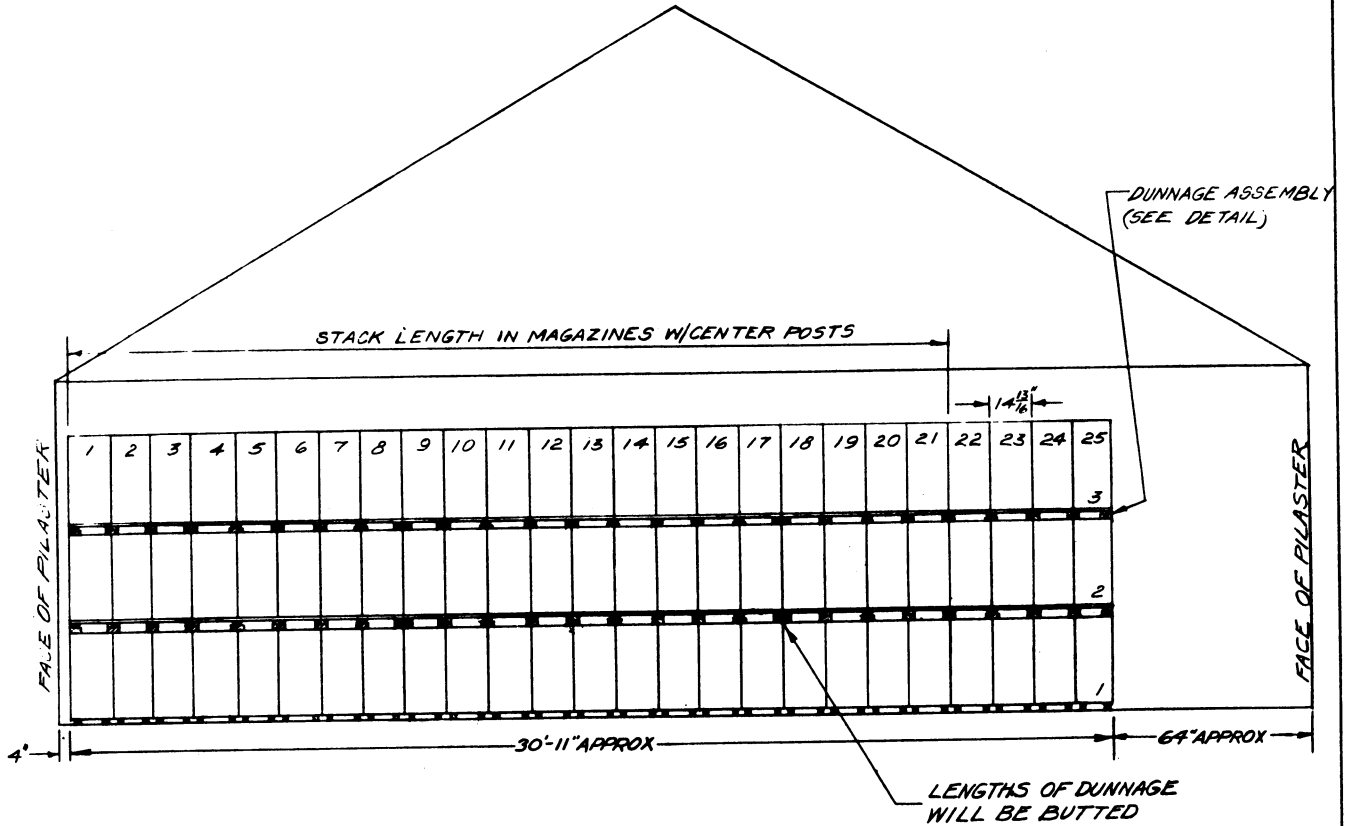 DUNNAGE ASSEMBLY
(SEE DETAIL)
STACK LENGTH IN MAGAZINES W/CENTER POSTS
14 13/16"
1 2 3 4 5 6 7 8 9 10 11 12 13 14 15 16 17 18 19 20 21 22 23 24 25
FACE OF PILASTER
FACE OF PILASTER
3
2
1
4"
30'-11" APPROX
64" APPROX
LENGTHS OF DUNNAGE
WILL BE BUTTED